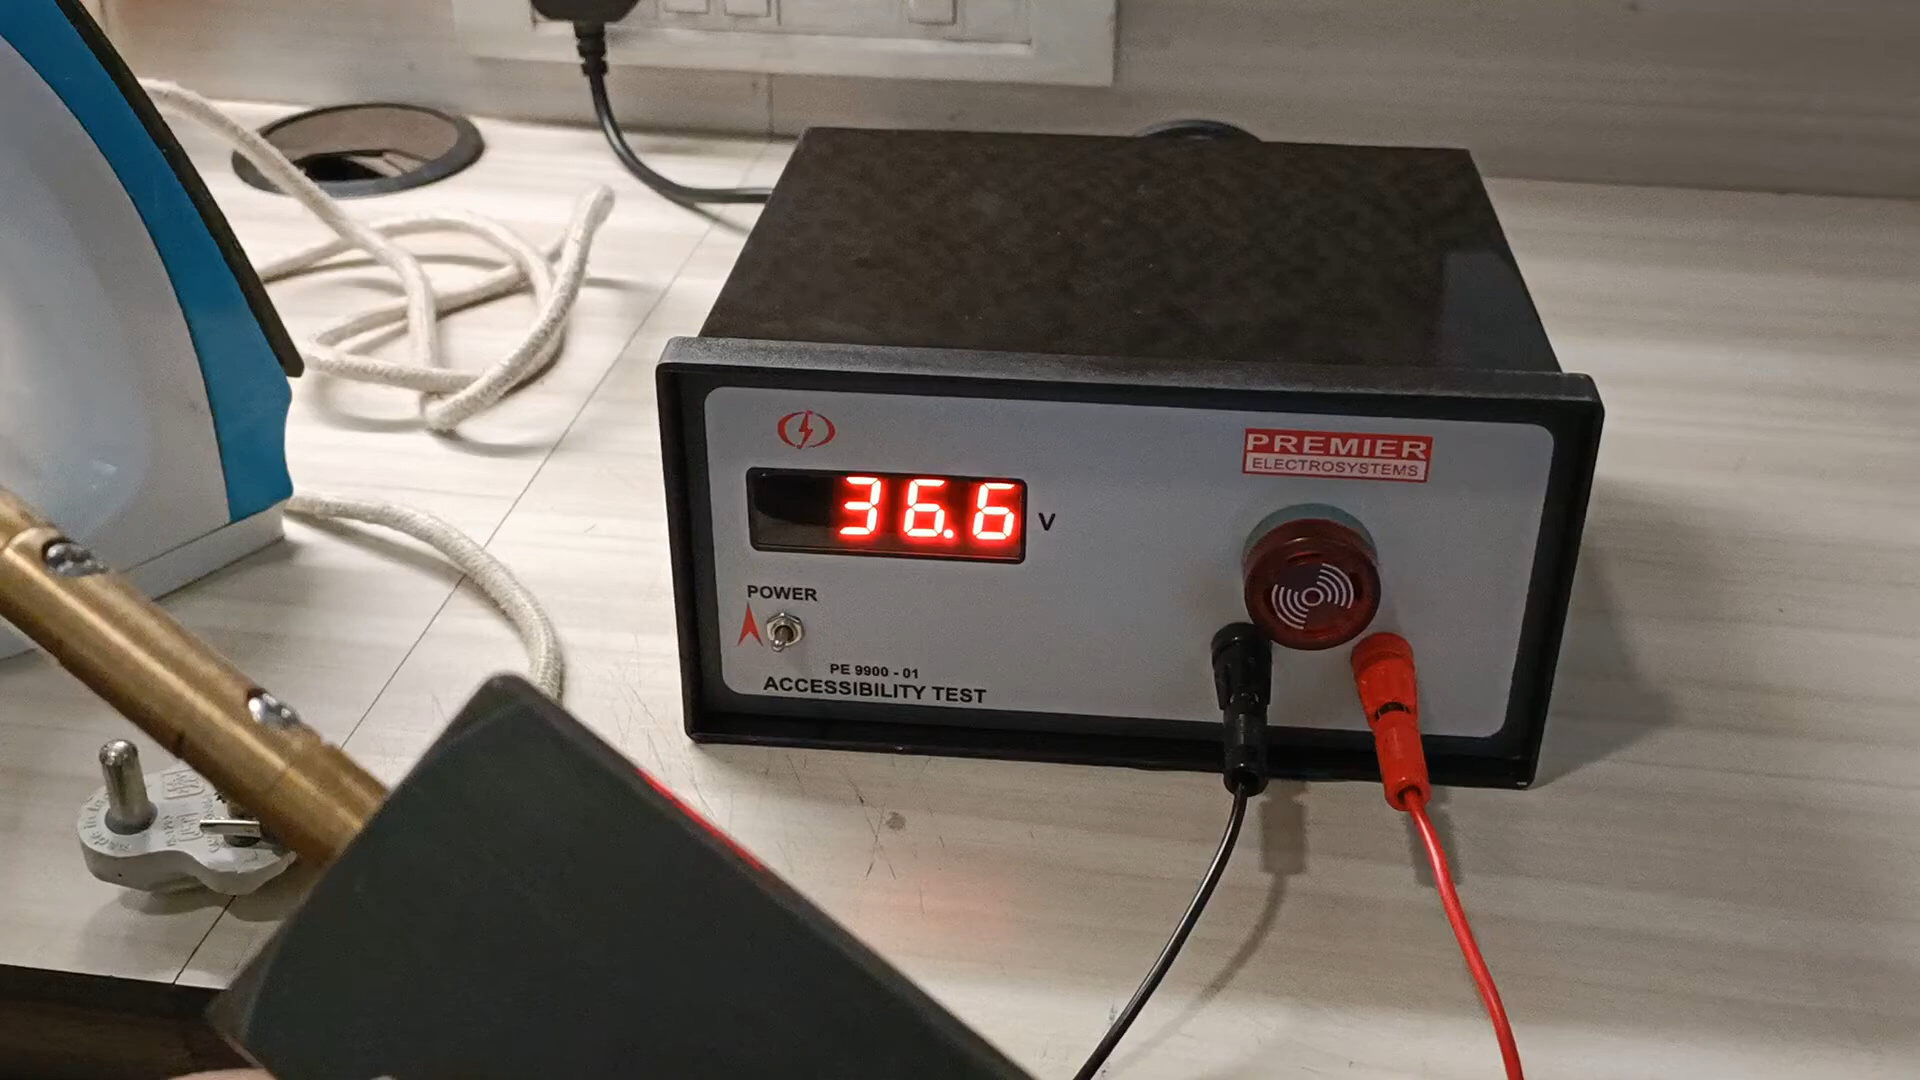 PREMIER
ELECTROSYSTEMS
36.6 V
POWER
PE 9900 - 01
ACCESSIBILITY TEST